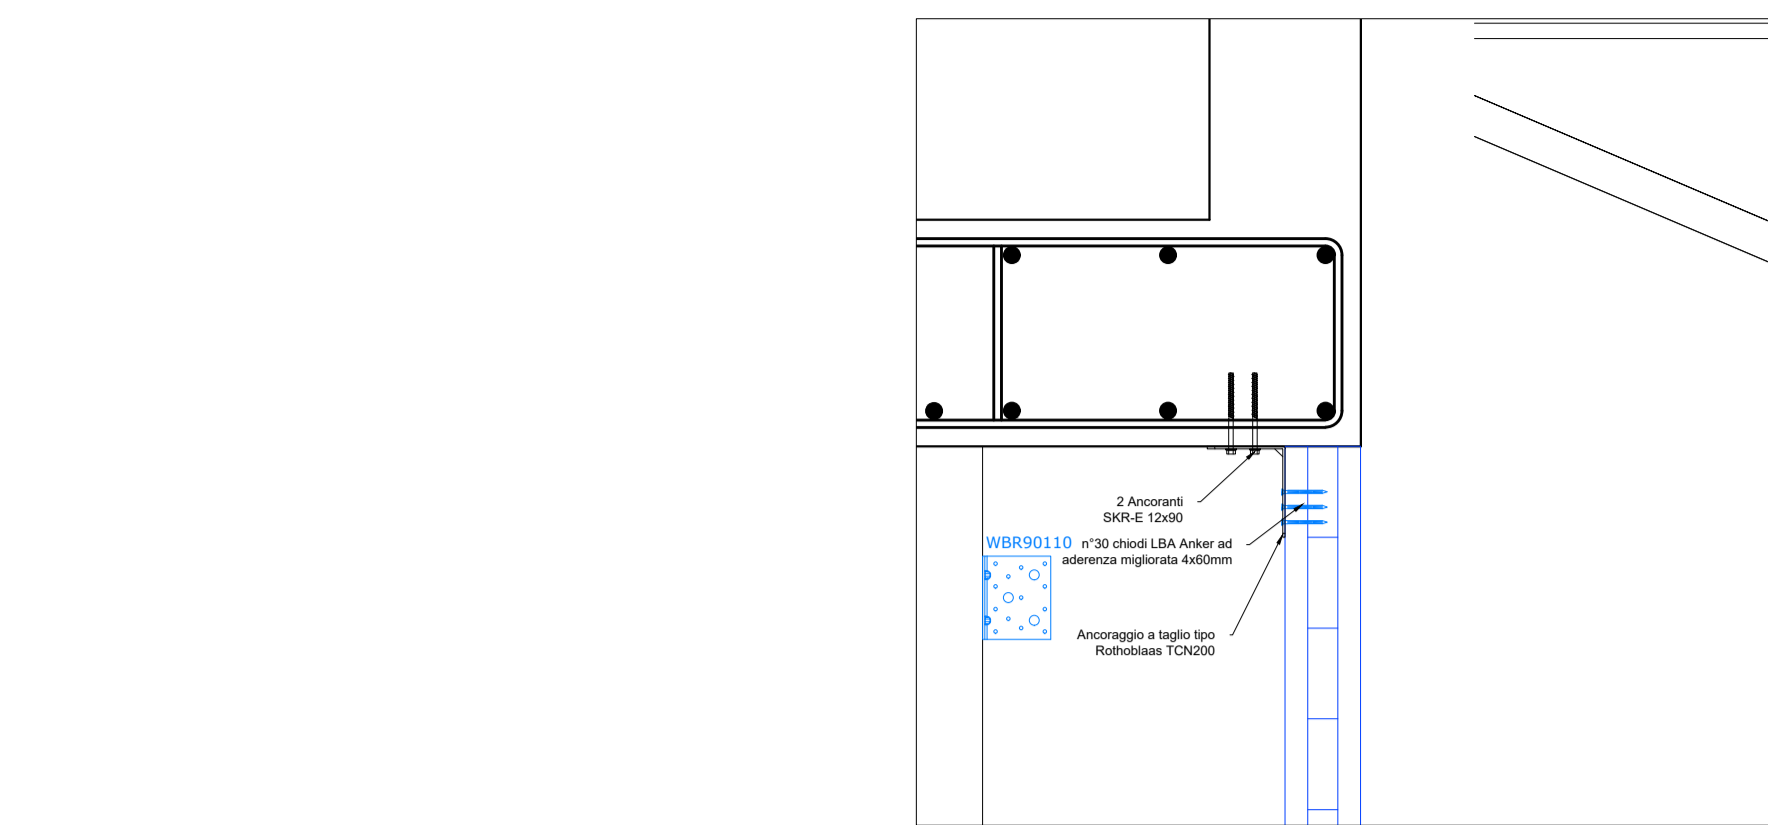 2 Ancoranti
SKR-E 12x90
WBR90110
n°30 chiodi LBA Anker ad
aderenza migliorata 4x60mm
Ancoraggio a taglio tipo
Rothoblaas TCN200